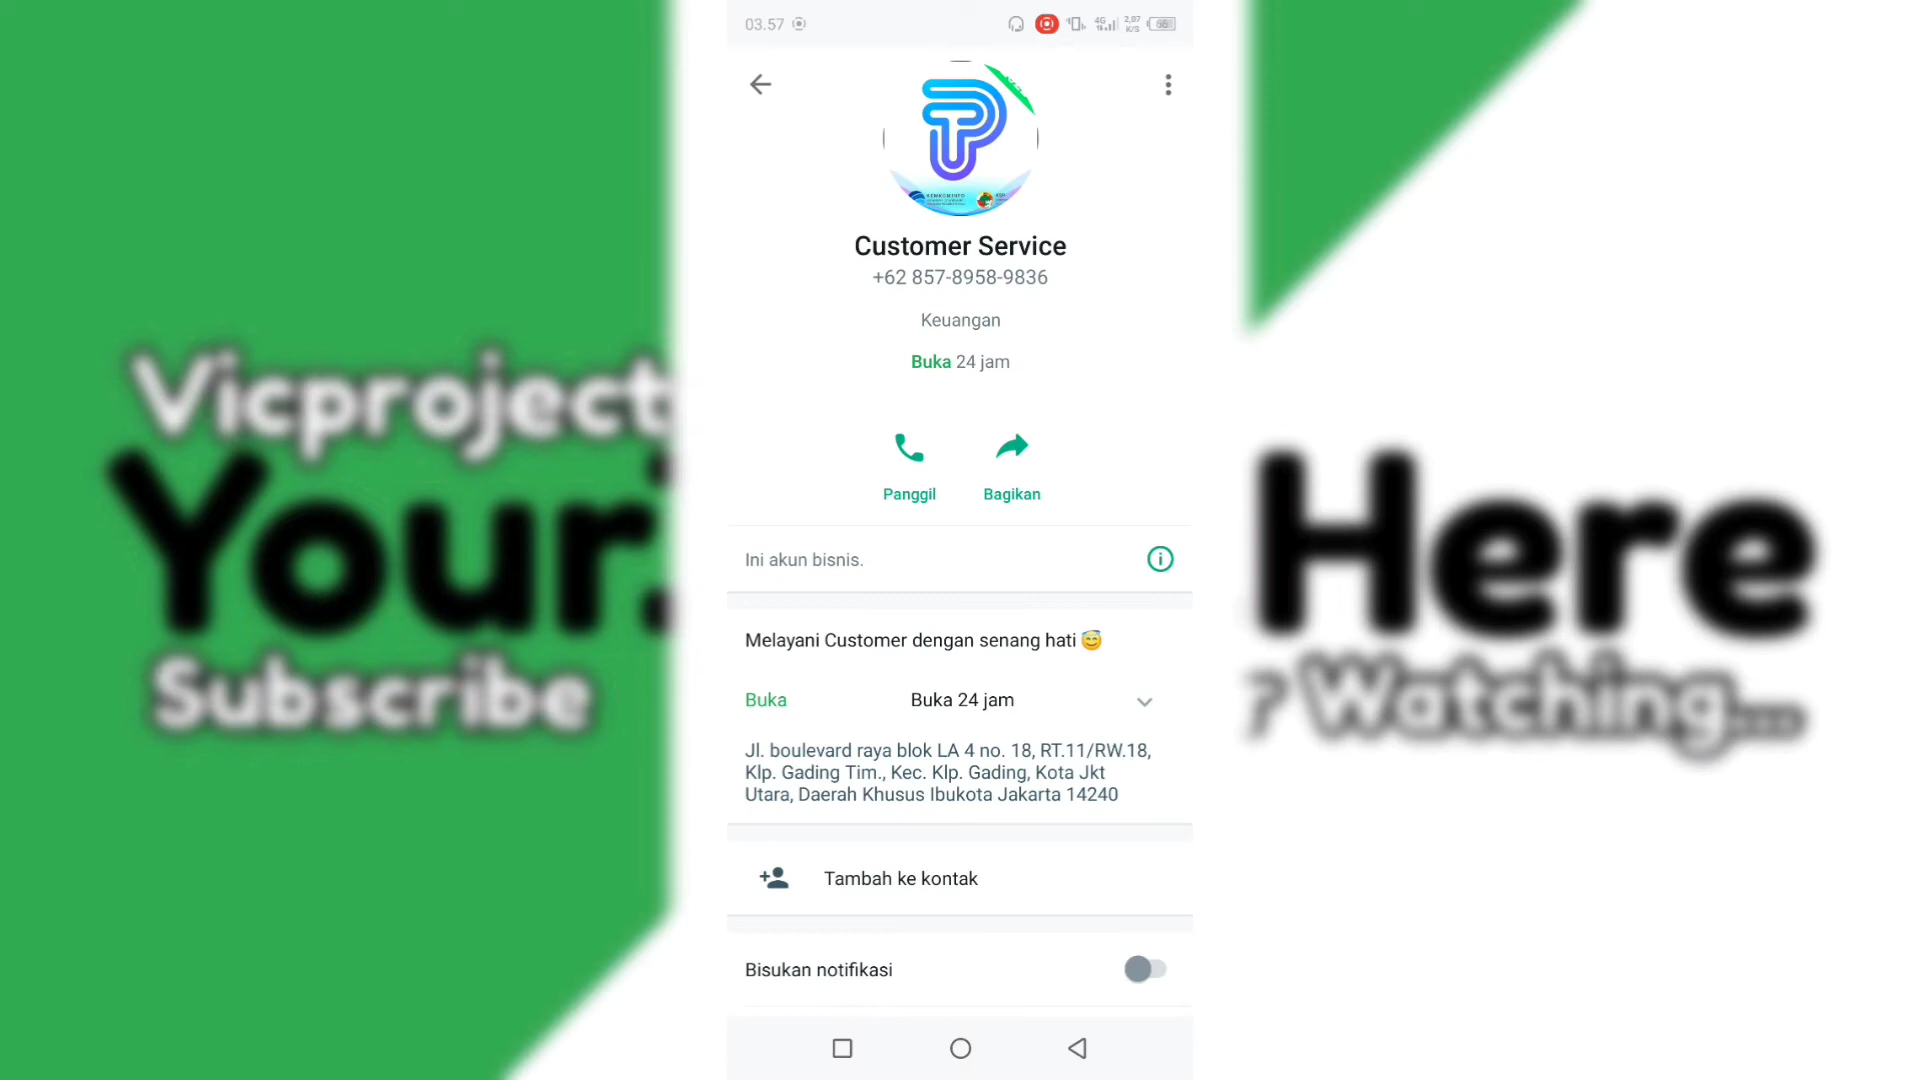 03.57
4G
2,07
K/S
Customer Service
+62 857-8958-9836
Keuangan
Buka 24 jam
Panggil
Bagikan
Ini akun bisnis.
Melayani Customer dengan senang hati 😇
Buka
Buka 24 jam
Jl. boulevard raya blok LA 4 no. 18, RT.11/RW.18,
Klp. Gading Tim., Kec. Klp. Gading, Kota Jkt
Utara, Daerah Khusus Ibukota Jakarta 14240
Tambah ke kontak
Bisukan notifikasi
Vicproject
Your
Subscribe
Here
? Watching...